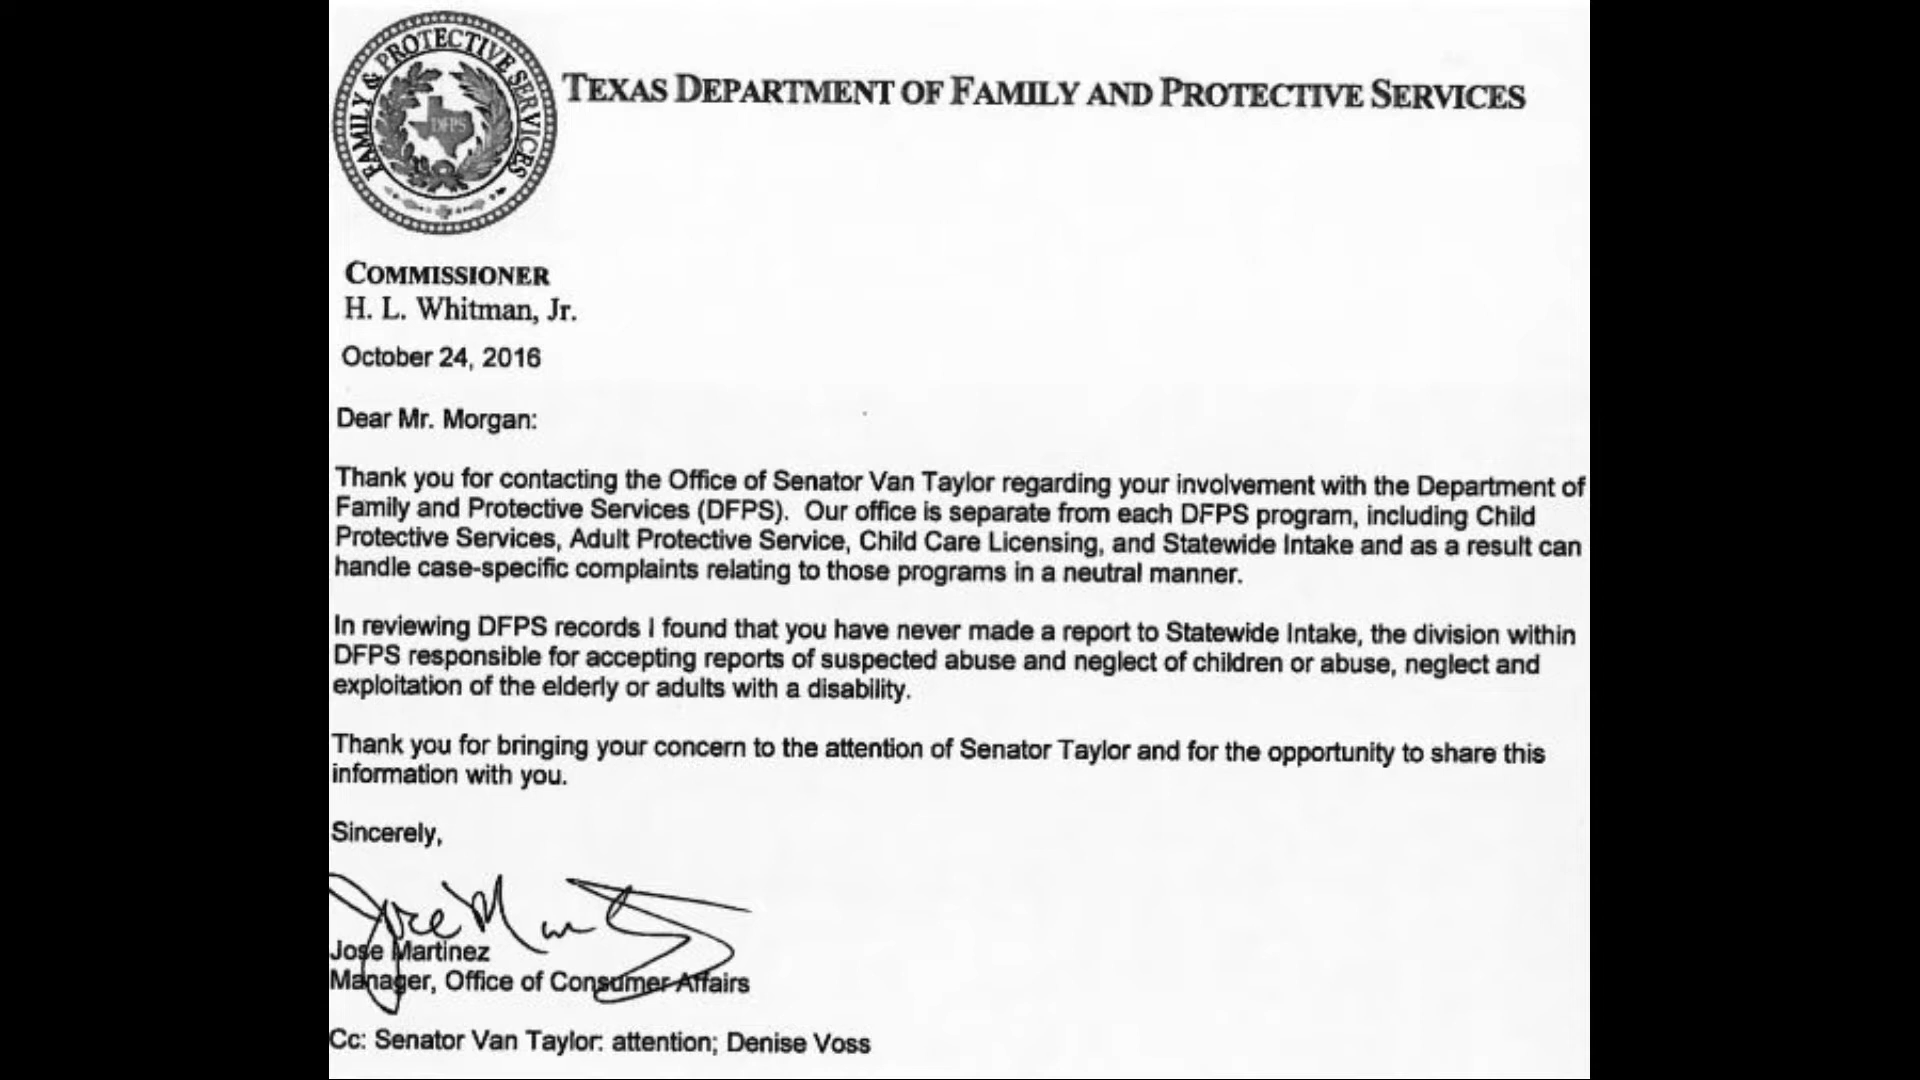 FAMILY & PROTECTIVE SERVICES
DFPS
TEXAS DEPARTMENT OF FAMILY AND PROTECTIVE SERVICES
COMMISSIONER
H. L. Whitman, Jr.
October 24, 2016
Dear Mr. Morgan:
Thank you for contacting the Office of Senator Van Taylor regarding your involvement with the Department of
Family and Protective Services (DFPS).  Our office is separate from each DFPS program, including Child
Protective Services, Adult Protective Service, Child Care Licensing, and Statewide Intake and as a result can
handle case-specific complaints relating to those programs in a neutral manner.
In reviewing DFPS records I found that you have never made a report to Statewide Intake, the division within
DFPS responsible for accepting reports of suspected abuse and neglect of children or abuse, neglect and
exploitation of the elderly or adults with a disability.
Thank you for bringing your concern to the attention of Senator Taylor and for the opportunity to share this
information with you.
Sincerely,
Jose Martinez
Manager, Office of Consumer Affairs
Cc: Senator Van Taylor: attention; Denise Voss